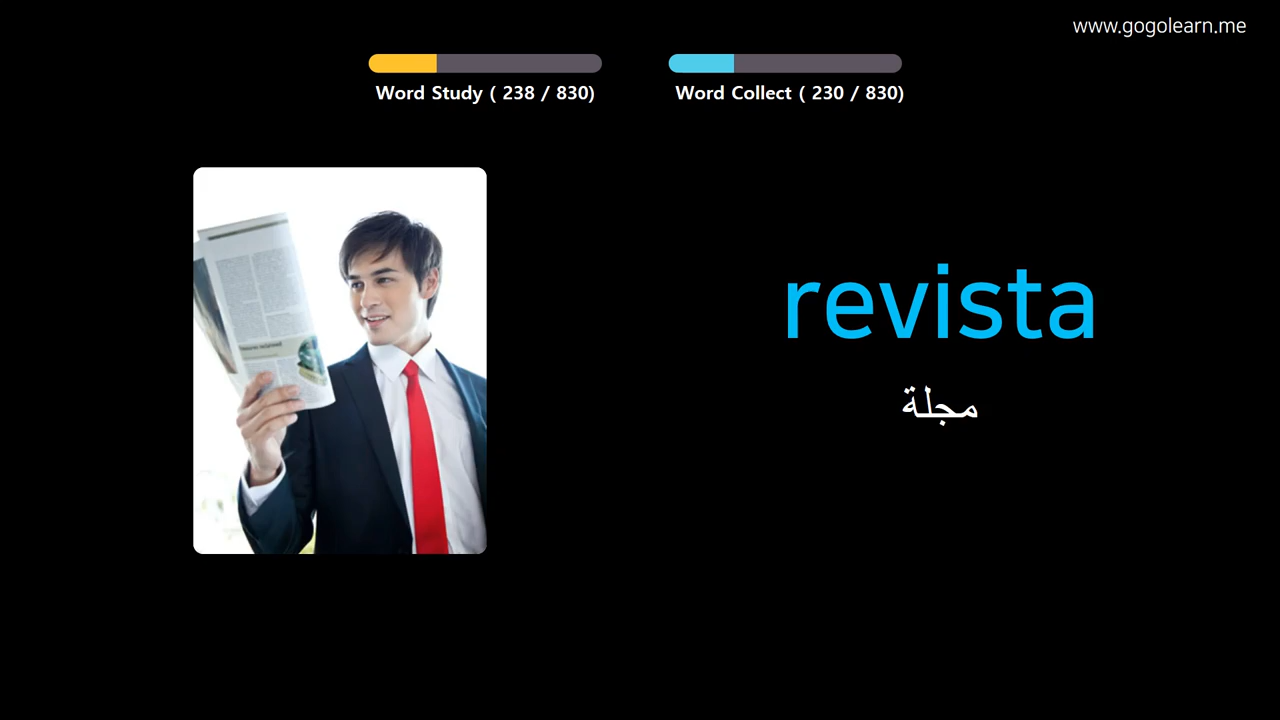 www.gogolearn.me
Word Study ( 238 / 830)
Word Collect ( 230 / 830)
revista
مجلة